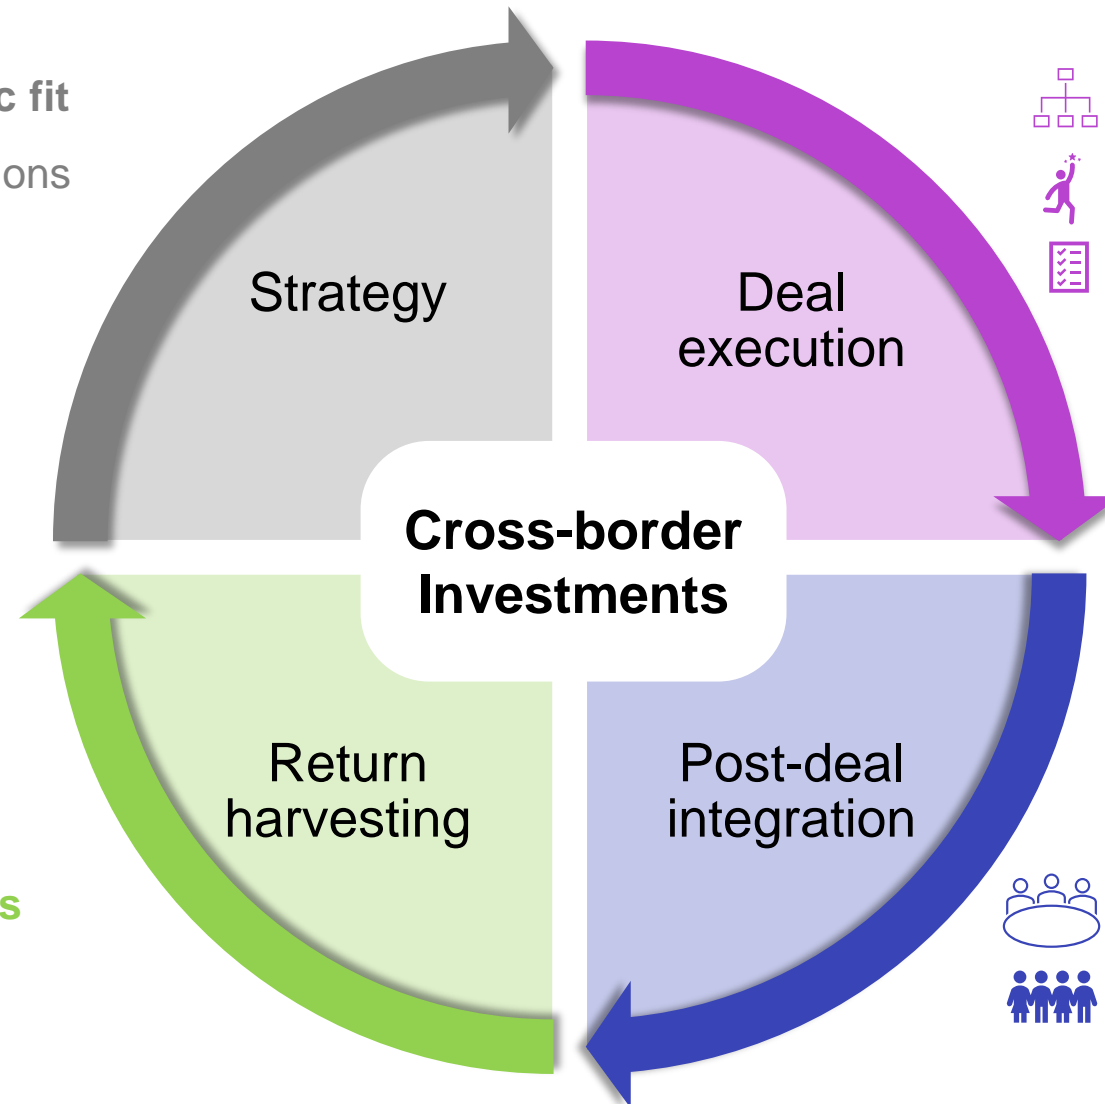 c fit
ons
Strategy
Deal
execution
Cross-border
Investments
Return
harvesting
Post-deal
integration
s